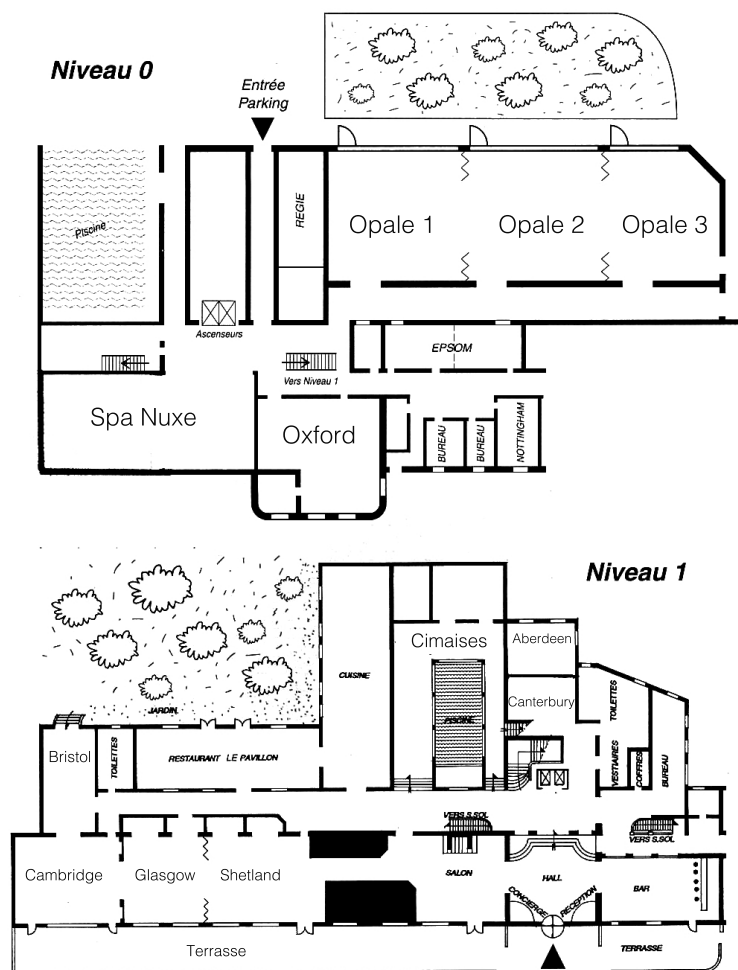 Niveau 0
Entrée
Parking
Piscine
REGIE
Opale 1
Opale 2
Opale 3
Ascenseurs
Vers Niveau 1
EPSOM
Spa Nuxe
Oxford
BUREAU
BUREAU
NOTTINGHAM
Niveau 1
Cimaises
Aberdeen
CUISINE
Canterbury
JARDIN
PISCINE
TOILETTES
Bristol
TOILETTES
RESTAURANT LE PAVILLON
VESTIAIRES
COFFRES
BUREAU
VERS S.SOL
VERS S.SOL
Cambridge
Glasgow
Shetland
SALON
HALL
BAR
CONCIERGE
RECEPTION
Terrasse
TERRASSE